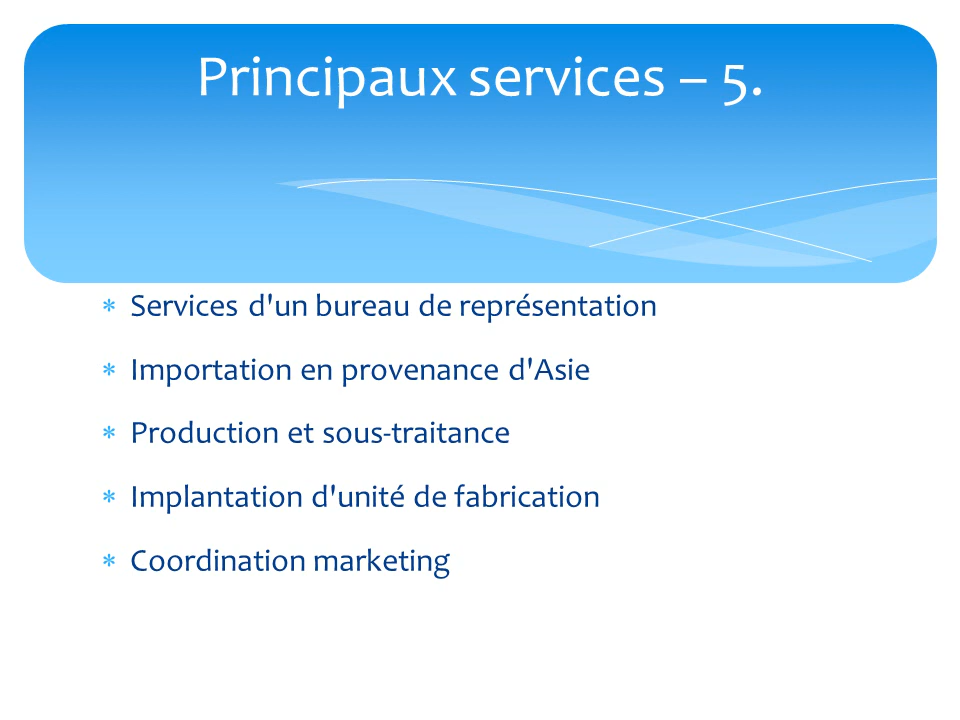 Principaux services – 5.
* Services d'un bureau de représentation
* Importation en provenance d'Asie
* Production et sous-traitance
* Implantation d'unité de fabrication
* Coordination marketing